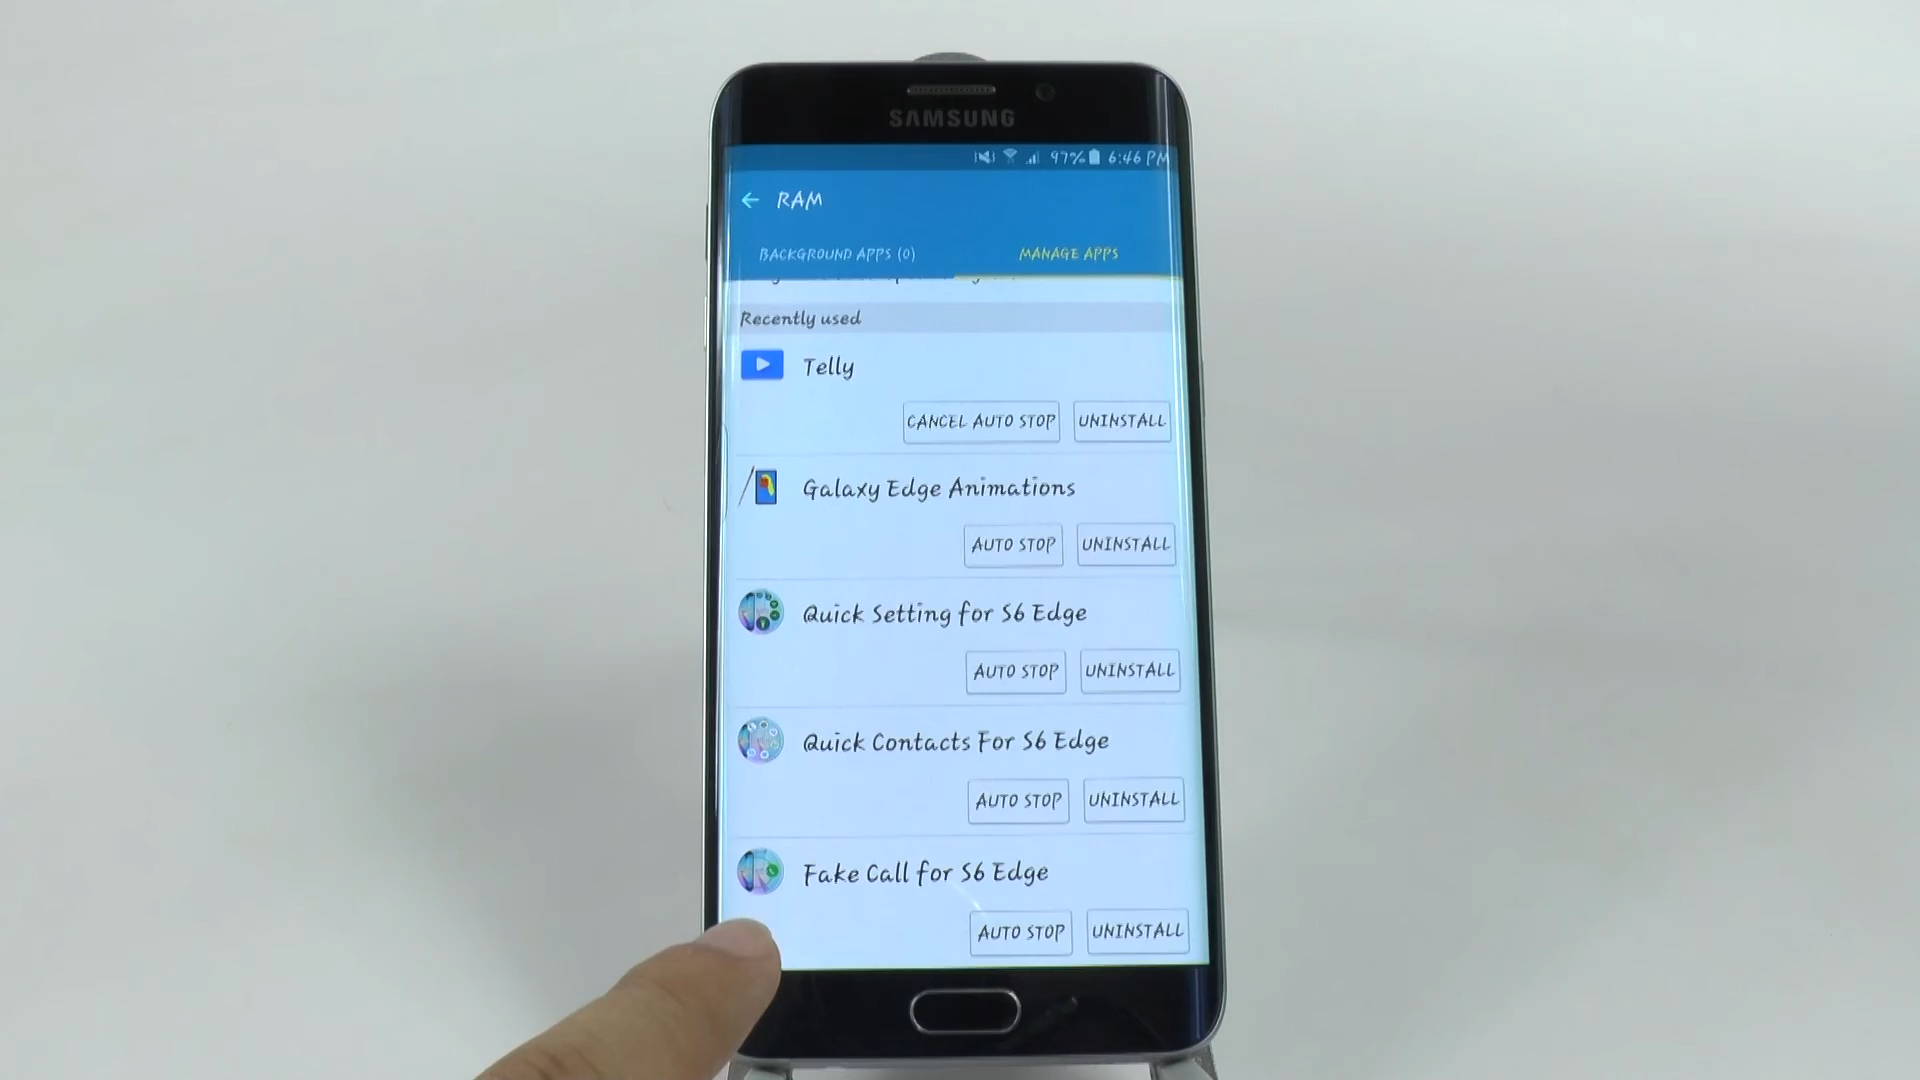 SAMSUNG
97% 6:46 PM
RAM
BACKGROUND APPS (0) MANAGE APPS
Recently used
Telly
CANCEL AUTO STOP UNINSTALL
Galaxy Edge Animations
AUTO STOP UNINSTALL
Quick Setting for S6 Edge
AUTO STOP UNINSTALL
Quick Contacts For S6 Edge
AUTO STOP UNINSTALL
Fake Call for S6 Edge
AUTO STOP UNINSTALL